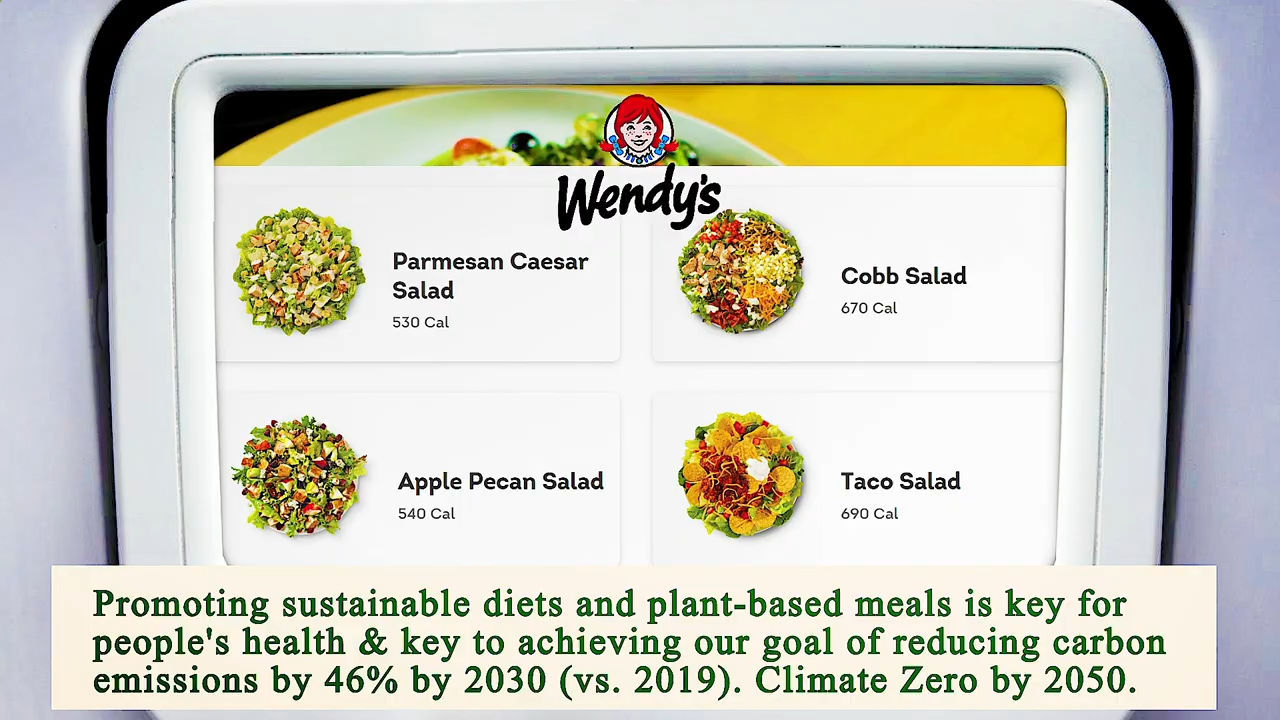 Wendy's
Parmesan Caesar
Salad
530 Cal
Cobb Salad
670 Cal
Apple Pecan Salad
540 Cal
Taco Salad
690 Cal
Promoting sustainable diets and plant-based meals is key for
people's health & key to achieving our goal of reducing carbon
emissions by 46% by 2030 (vs. 2019). Climate Zero by 2050.